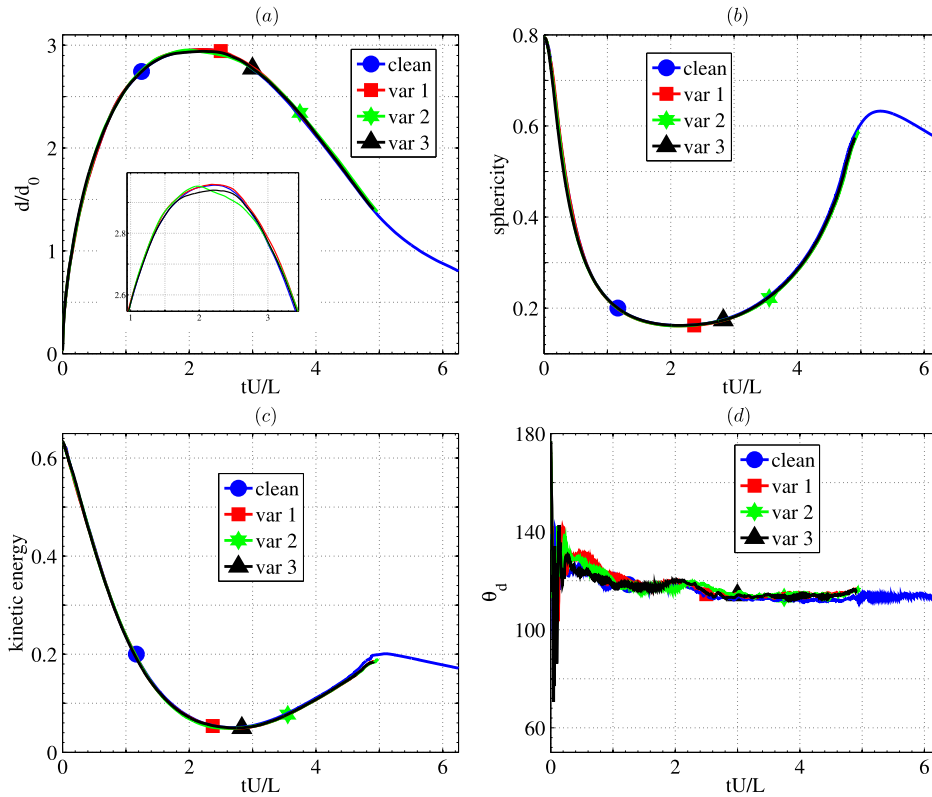 (a)
3
2
1
0
d/d0
0
2
4
6
tU/L
clean
var 1
var 2
var 3
2.8
2.6
1
2
3
(b)
0.8
0.6
0.4
0.2
sphericity
0
2
4
6
tU/L
clean
var 1
var 2
var 3
(c)
0.6
0.4
0.2
0
kinetic energy
0
2
4
6
tU/L
clean
var 1
var 2
var 3
(d)
180
140
100
60
θd
0
2
4
6
tU/L
clean
var 1
var 2
var 3